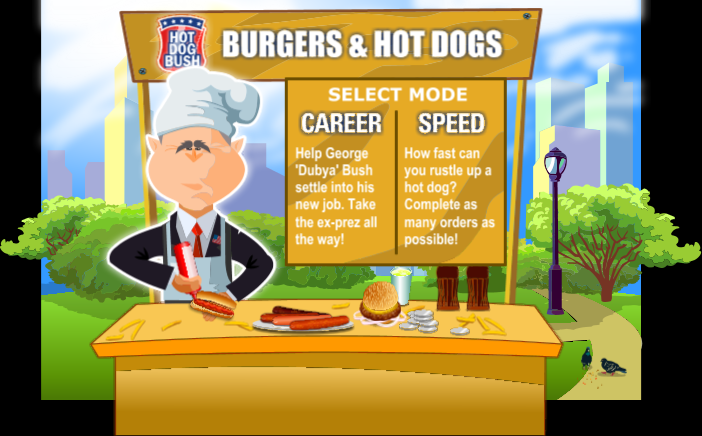 HOT
DOG
BUSH
BURGERS & HOT DOGS
SELECT MODE
CAREER
Help George
'Dubya' Bush
settle into his
new job. Take
the ex-prez all
the way!
SPEED
How fast can
you rustle up a
hot dog?
Complete as
many orders as
possible!